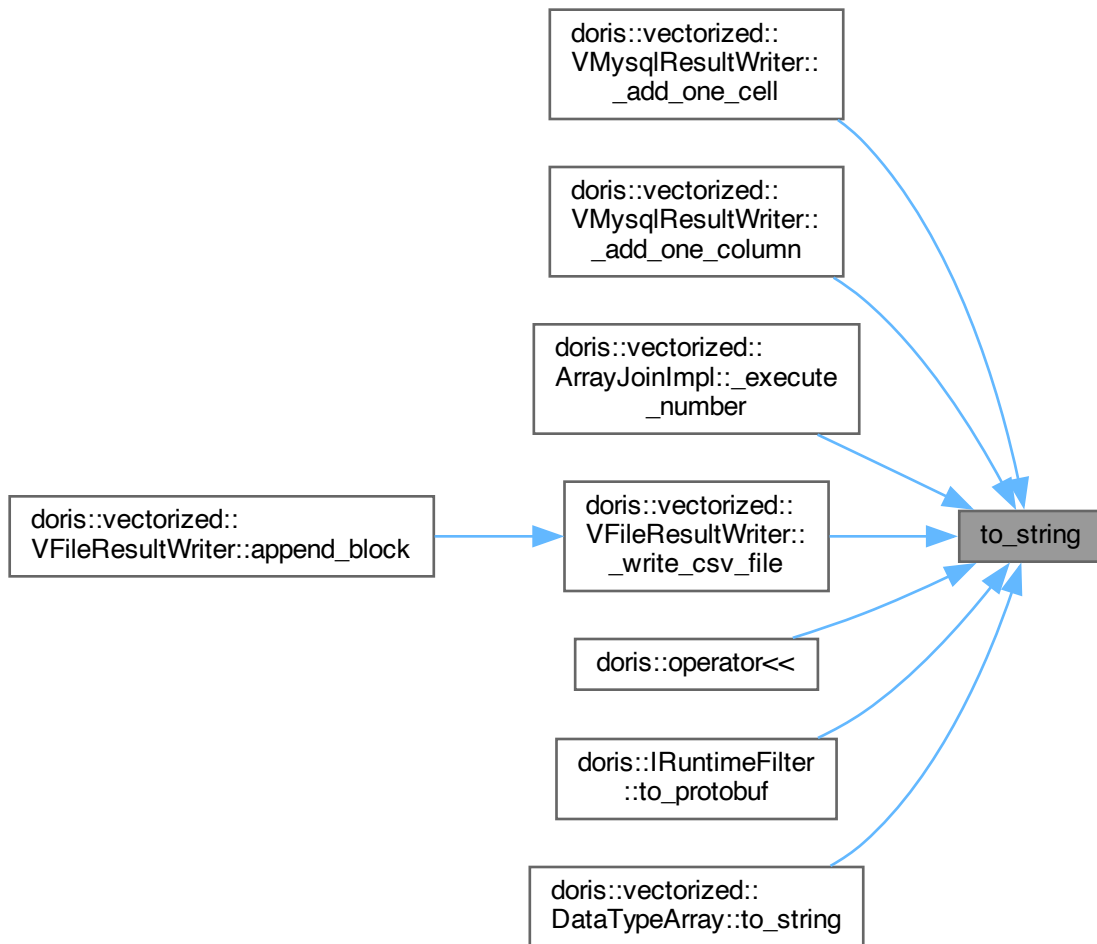 doris::vectorized::
VMysqlResultWriter::
_add_one_cell
doris::vectorized::
VMysqlResultWriter::
_add_one_column
doris::vectorized::
ArrayJoinImpl::_execute
_number
doris::vectorized::
VFileResultWriter::append_block
doris::vectorized::
VFileResultWriter::
_write_csv_file
to_string
doris::operator<<
doris::IRuntimeFilter
::to_protobuf
doris::vectorized::
DataTypeArray::to_string